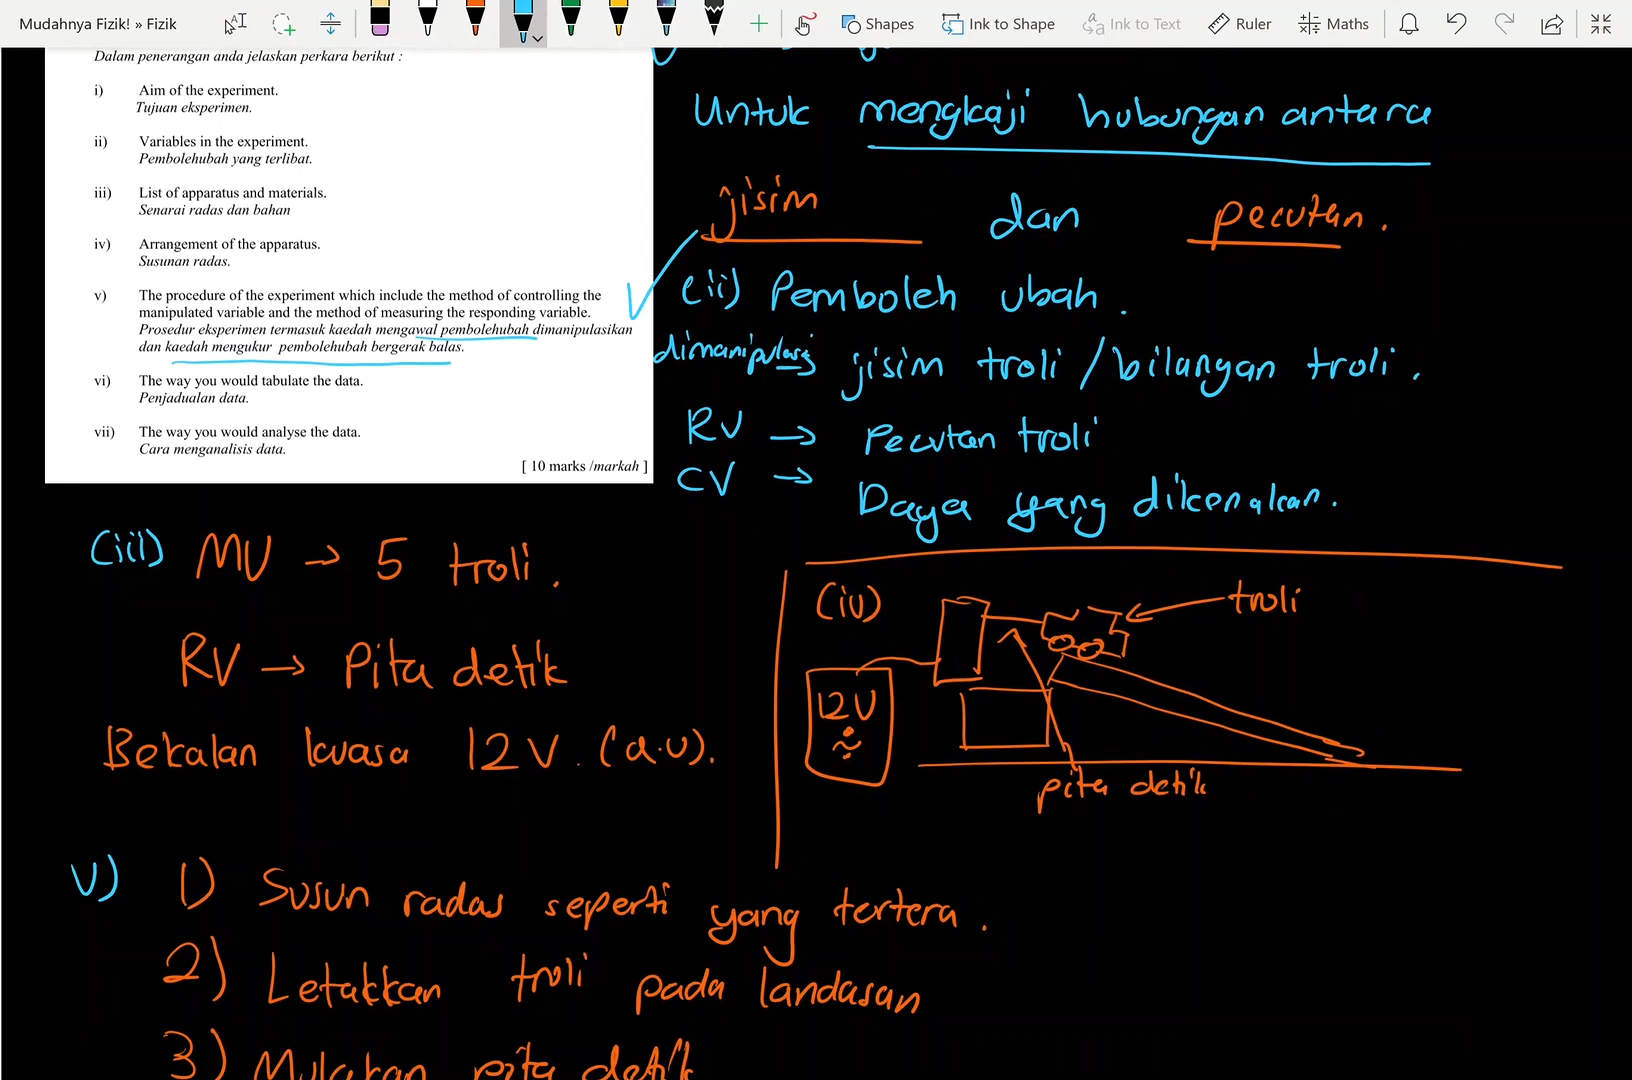 Mudahnya Fizik! » Fizik
Shapes
Ink to Shape
Ink to Text
Ruler
Maths
Dalam penerangan anda jelaskan perkara berikut :
i) Aim of the experiment.
Tujuan eksperimen.
ii) Variables in the experiment.
Pembolehubah yang terlibat.
iii) List of apparatus and materials.
Senarai radas dan bahan
iv) Arrangement of the apparatus.
Susunan radas.
v) The procedure of the experiment which include the method of controlling the
manipulated variable and the method of measuring the responding variable.
Prosedur eksperimen termasuk kaedah mengawal pembolehubah dimanipulasikan
dan kaedah mengukur pembolehubah bergerak balas.
vi) The way you would tabulate the data.
Penjadualan data.
vii) The way you would analyse the data.
Cara menganalisis data.
[ 10 marks /markah ]
Untuk mengkaji hubungan antara
jisim dan pecutan.
(ii) Pemboleh ubah.
dimanipulasi jisim troli / bilangan troli.
RV → Pecutan troli
CV → Daya yang dikenakan.
(iii) MV → 5 troli.
RV → Pita detik
Bekalan kuasa 12V. (a.u).
(iv)
troli
12V
~
pita detik
v) 1) Susun radas seperti yang tertera.
2) Letakkan troli pada landasan
3) Mulakan pita detik